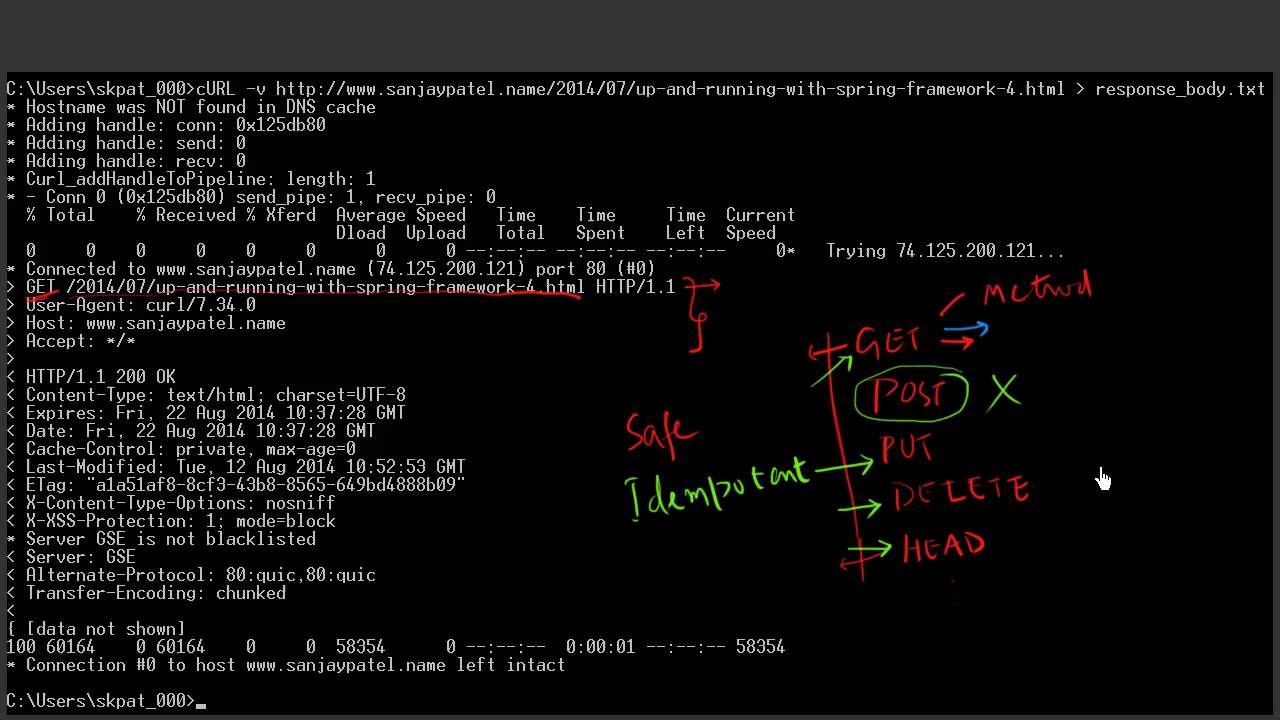 C:\Users\skpat_000>cURL -v http://www.sanjaypatel.name/2014/07/up-and-running-with-spring-framework-4.html > response_body.txt
* Hostname was NOT found in DNS cache
* Adding handle: conn: 0x125db80
* Adding handle: send: 0
* Adding handle: recv: 0
* Curl_addHandleToPipeline: length: 1
* - Conn 0 (0x125db80) send_pipe: 1, recv_pipe: 0
% Total % Received % Xferd Average Speed Time Time Time Current
Dload Upload Total Spent Left Speed
0 0 0 0 0 0 0 0 --:--:-- --:--:-- --:--:-- 0* Trying 74.125.200.121...
* Connected to www.sanjaypatel.name (74.125.200.121) port 80 (#0)
> GET /2014/07/up-and-running-with-spring-framework-4.html HTTP/1.1
> User-Agent: curl/7.34.0
> Host: www.sanjaypatel.name
> Accept: */*
>
< HTTP/1.1 200 OK
< Content-Type: text/html; charset=UTF-8
< Expires: Fri, 22 Aug 2014 10:37:28 GMT
< Date: Fri, 22 Aug 2014 10:37:28 GMT
< Cache-Control: private, max-age=0
< Last-Modified: Tue, 12 Aug 2014 10:52:53 GMT
< ETag: "a1a51af8-8cf3-43b8-8565-649bd4688b09"
< X-Content-Type-Options: nosniff
< X-XSS-Protection: 1; mode=block
* Server GSE is not blacklisted
< Server: GSE
< Alternate-Protocol: 80:quic,80:quic
< Transfer-Encoding: chunked
<
{ [data not shown]
100 60164 0 60164 0 0 58354 0 --:--:-- 0:00:01 --:--:-- 58354
* Connection #0 to host www.sanjaypatel.name left intact
C:\Users\skpat_000>_
Method
GET
POST X
Safe
PUT
Idempotent
DELETE
HEAD